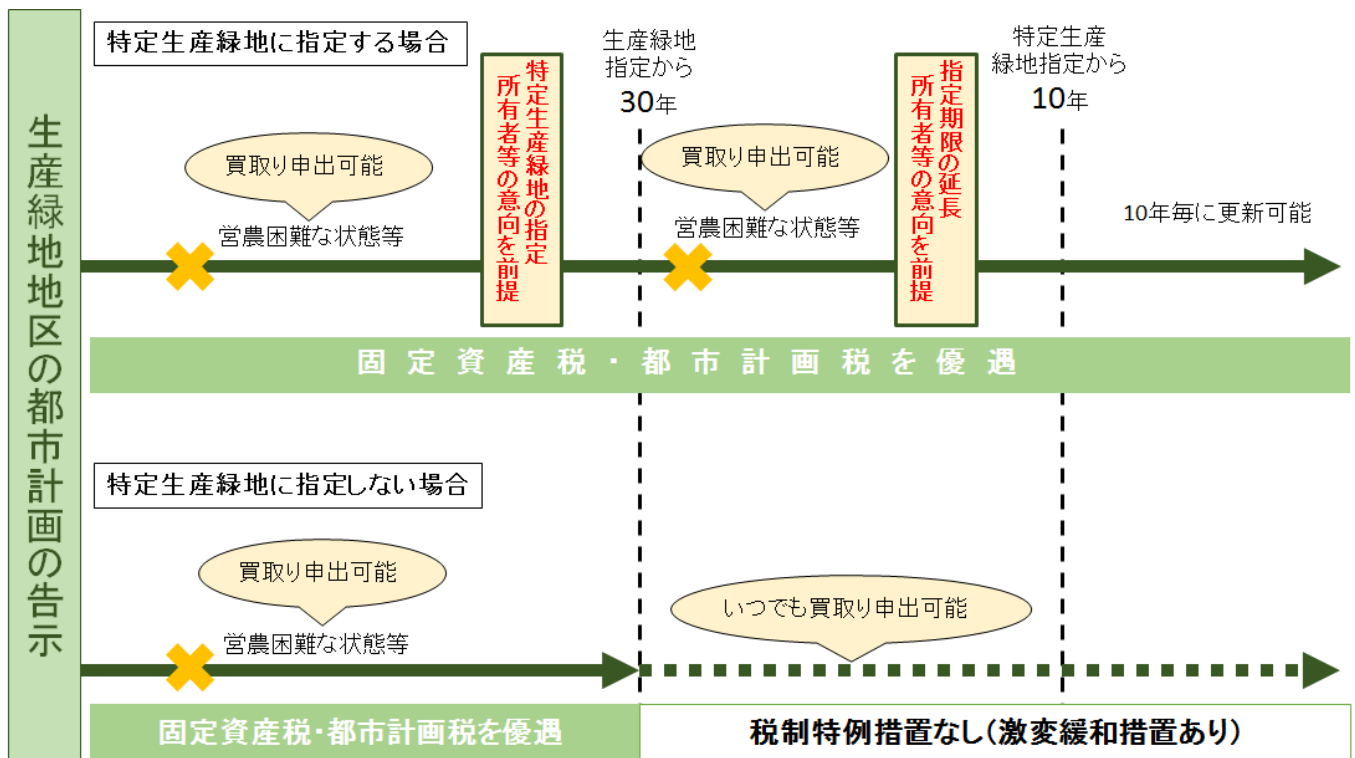 生産緑地地区の都市計画の告示
特定生産緑地に指定する場合
買取り申出可能
営農困難な状態等
特定生産緑地の指定
所有者等の意向を前提
生産緑地
指定から
30年
買取り申出可能
営農困難な状態等
指定期限の延長
所有者等の意向を前提
特定生産
緑地指定から
10年
10年毎に更新可能
固定資産税・都市計画税を優遇
特定生産緑地に指定しない場合
買取り申出可能
営農困難な状態等
いつでも買取り申出可能
固定資産税・都市計画税を優遇
税制特例措置なし(激変緩和措置あり)